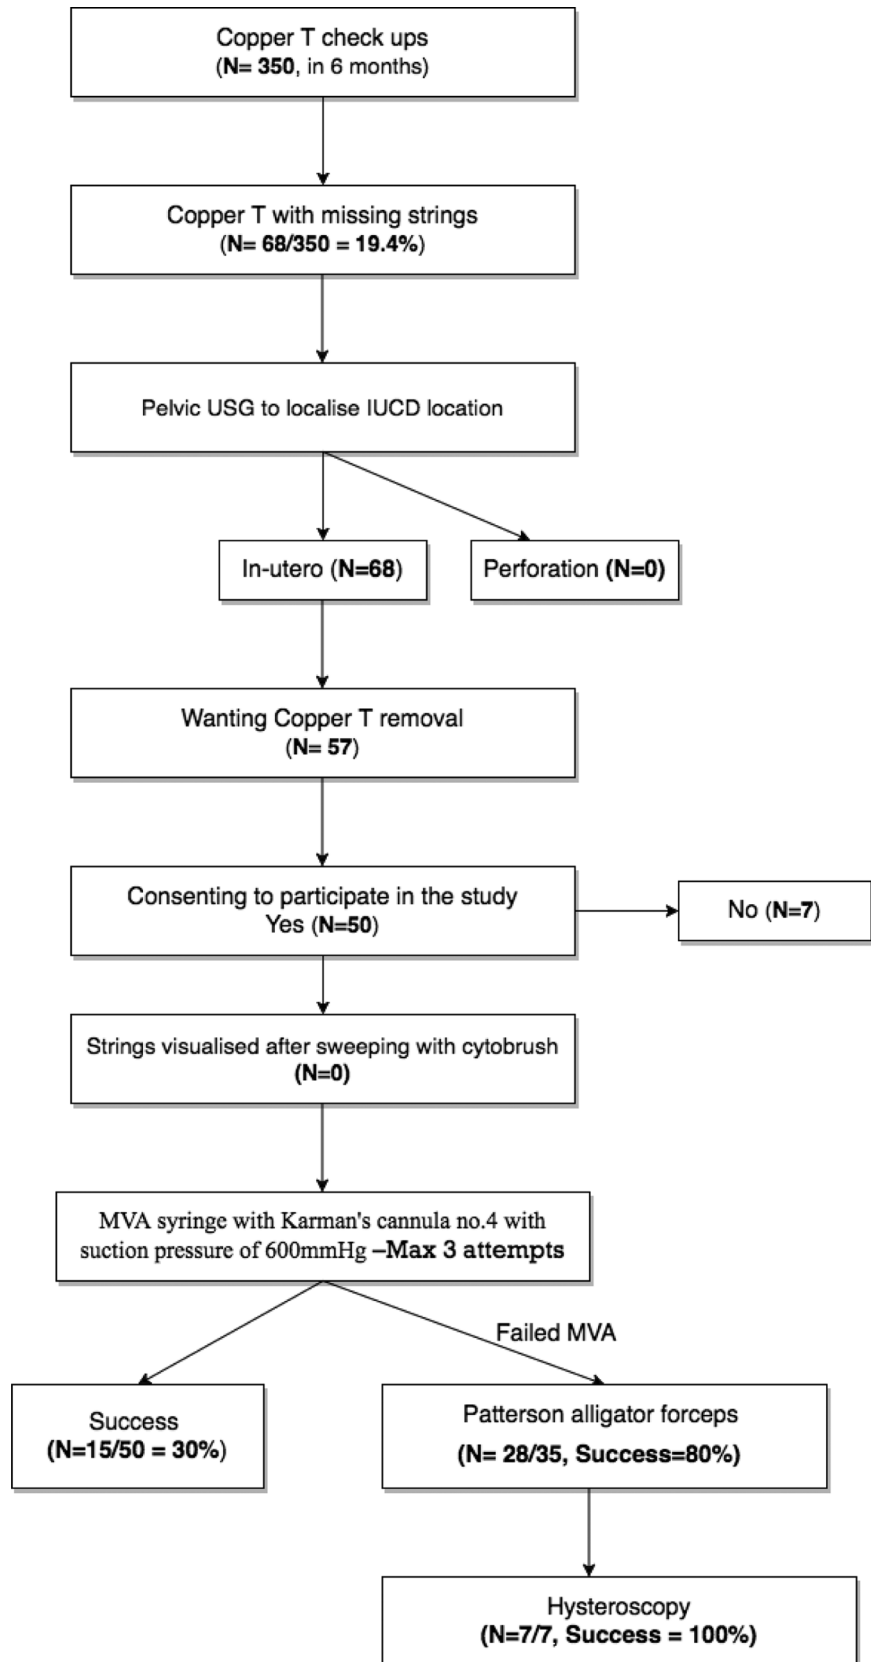 Copper T check ups
(N= 350, in 6 months)
Copper T with missing strings
(N= 68/350 = 19.4%)
Pelvic USG to localise IUCD location
In-utero (N=68)
Perforation (N=0)
Wanting Copper T removal
(N= 57)
Consenting to participate in the study
Yes (N=50)
No (N=7)
Strings visualised after sweeping with cytobrush
(N=0)
MVA syringe with Karman's cannula no.4 with
suction pressure of 600mmHg –Max 3 attempts
Failed MVA
Success
(N=15/50 = 30%)
Patterson alligator forceps
(N= 28/35, Success=80%)
Hysteroscopy
(N=7/7, Success = 100%)